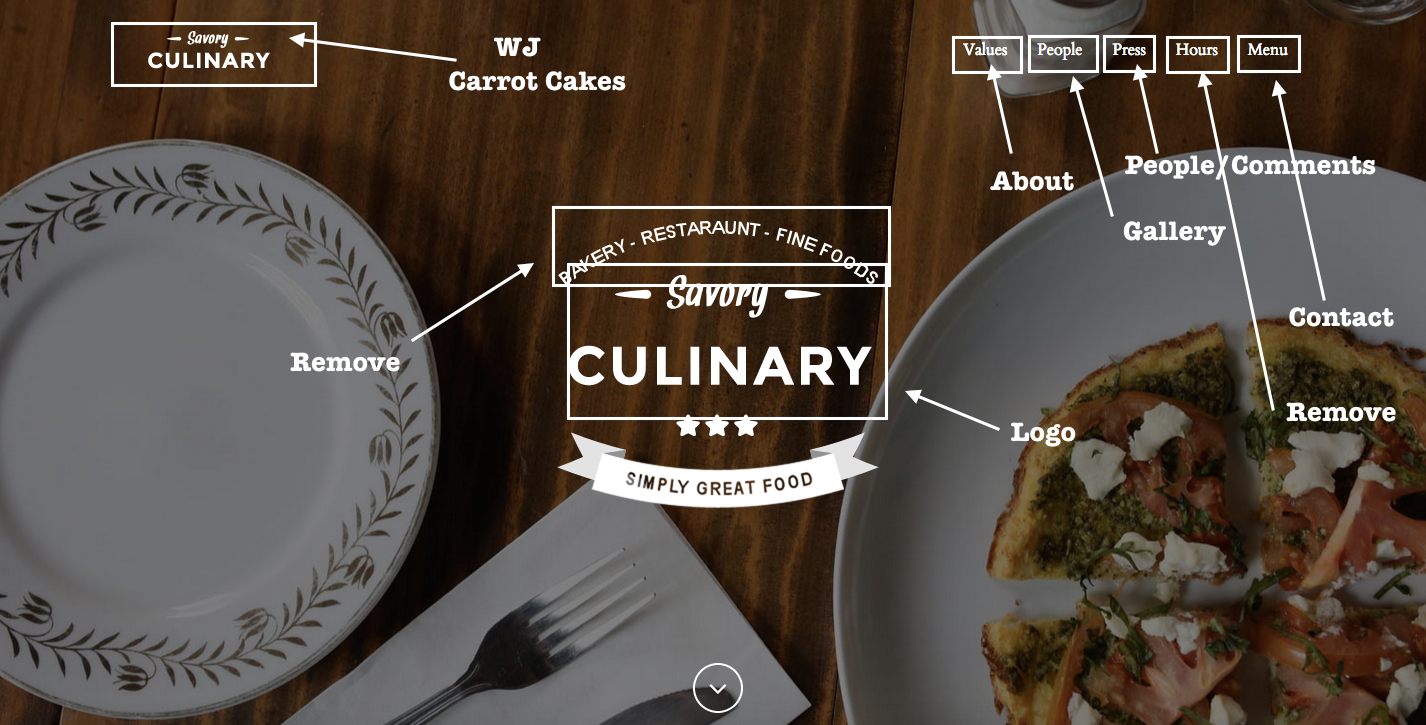 Savory
CULINARY
WJ
Carrot Cakes
Values People Press Hours Menu
About
People/Comments
Gallery
BAKERY - RESTARAUNT - FINE FOODS
Savory
CULINARY
SIMPLY GREAT FOOD
Remove
Logo
Contact
Remove